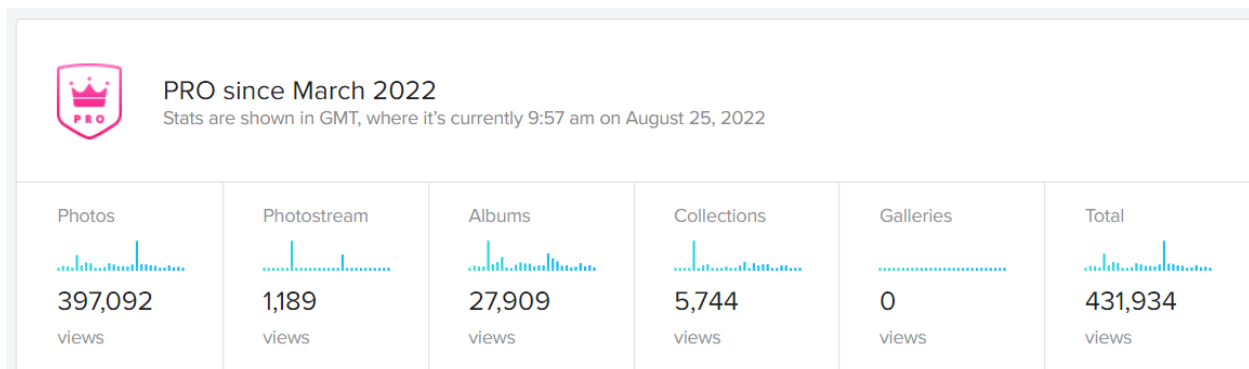 PRO
PRO since March 2022
Stats are shown in GMT, where it's currently 9:57 am on August 25, 2022
Photos
397,092
views
Photostream
1,189
views
Albums
27,909
views
Collections
5,744
views
Galleries
0
views
Total
431,934
views